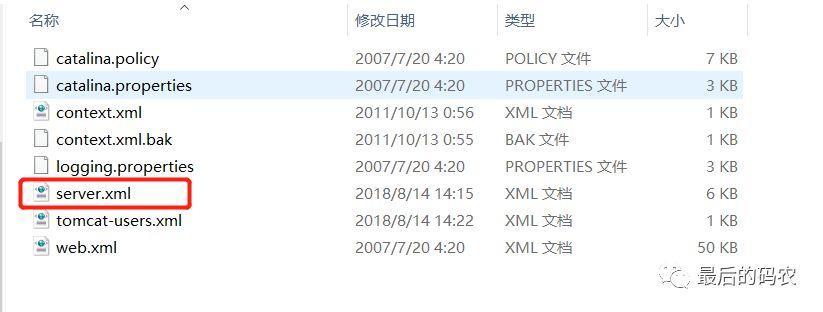 名称 修改日期 类型 大小
catalina.policy 2007/7/20 4:20 POLICY 文件 7 KB
catalina.properties 2007/7/20 4:20 PROPERTIES 文件 3 KB
context.xml 2011/10/13 0:56 XML 文档 1 KB
context.xml.bak 2011/10/13 0:55 BAK 文件 1 KB
logging.properties 2007/7/20 4:20 PROPERTIES 文件 3 KB
server.xml 2018/8/14 14:15 XML 文档 6 KB
tomcat-users.xml 2018/8/14 14:22 XML 文档 1 KB
web.xml 2007/7/20 4:20 XML 文档 50 KB
最后的码农